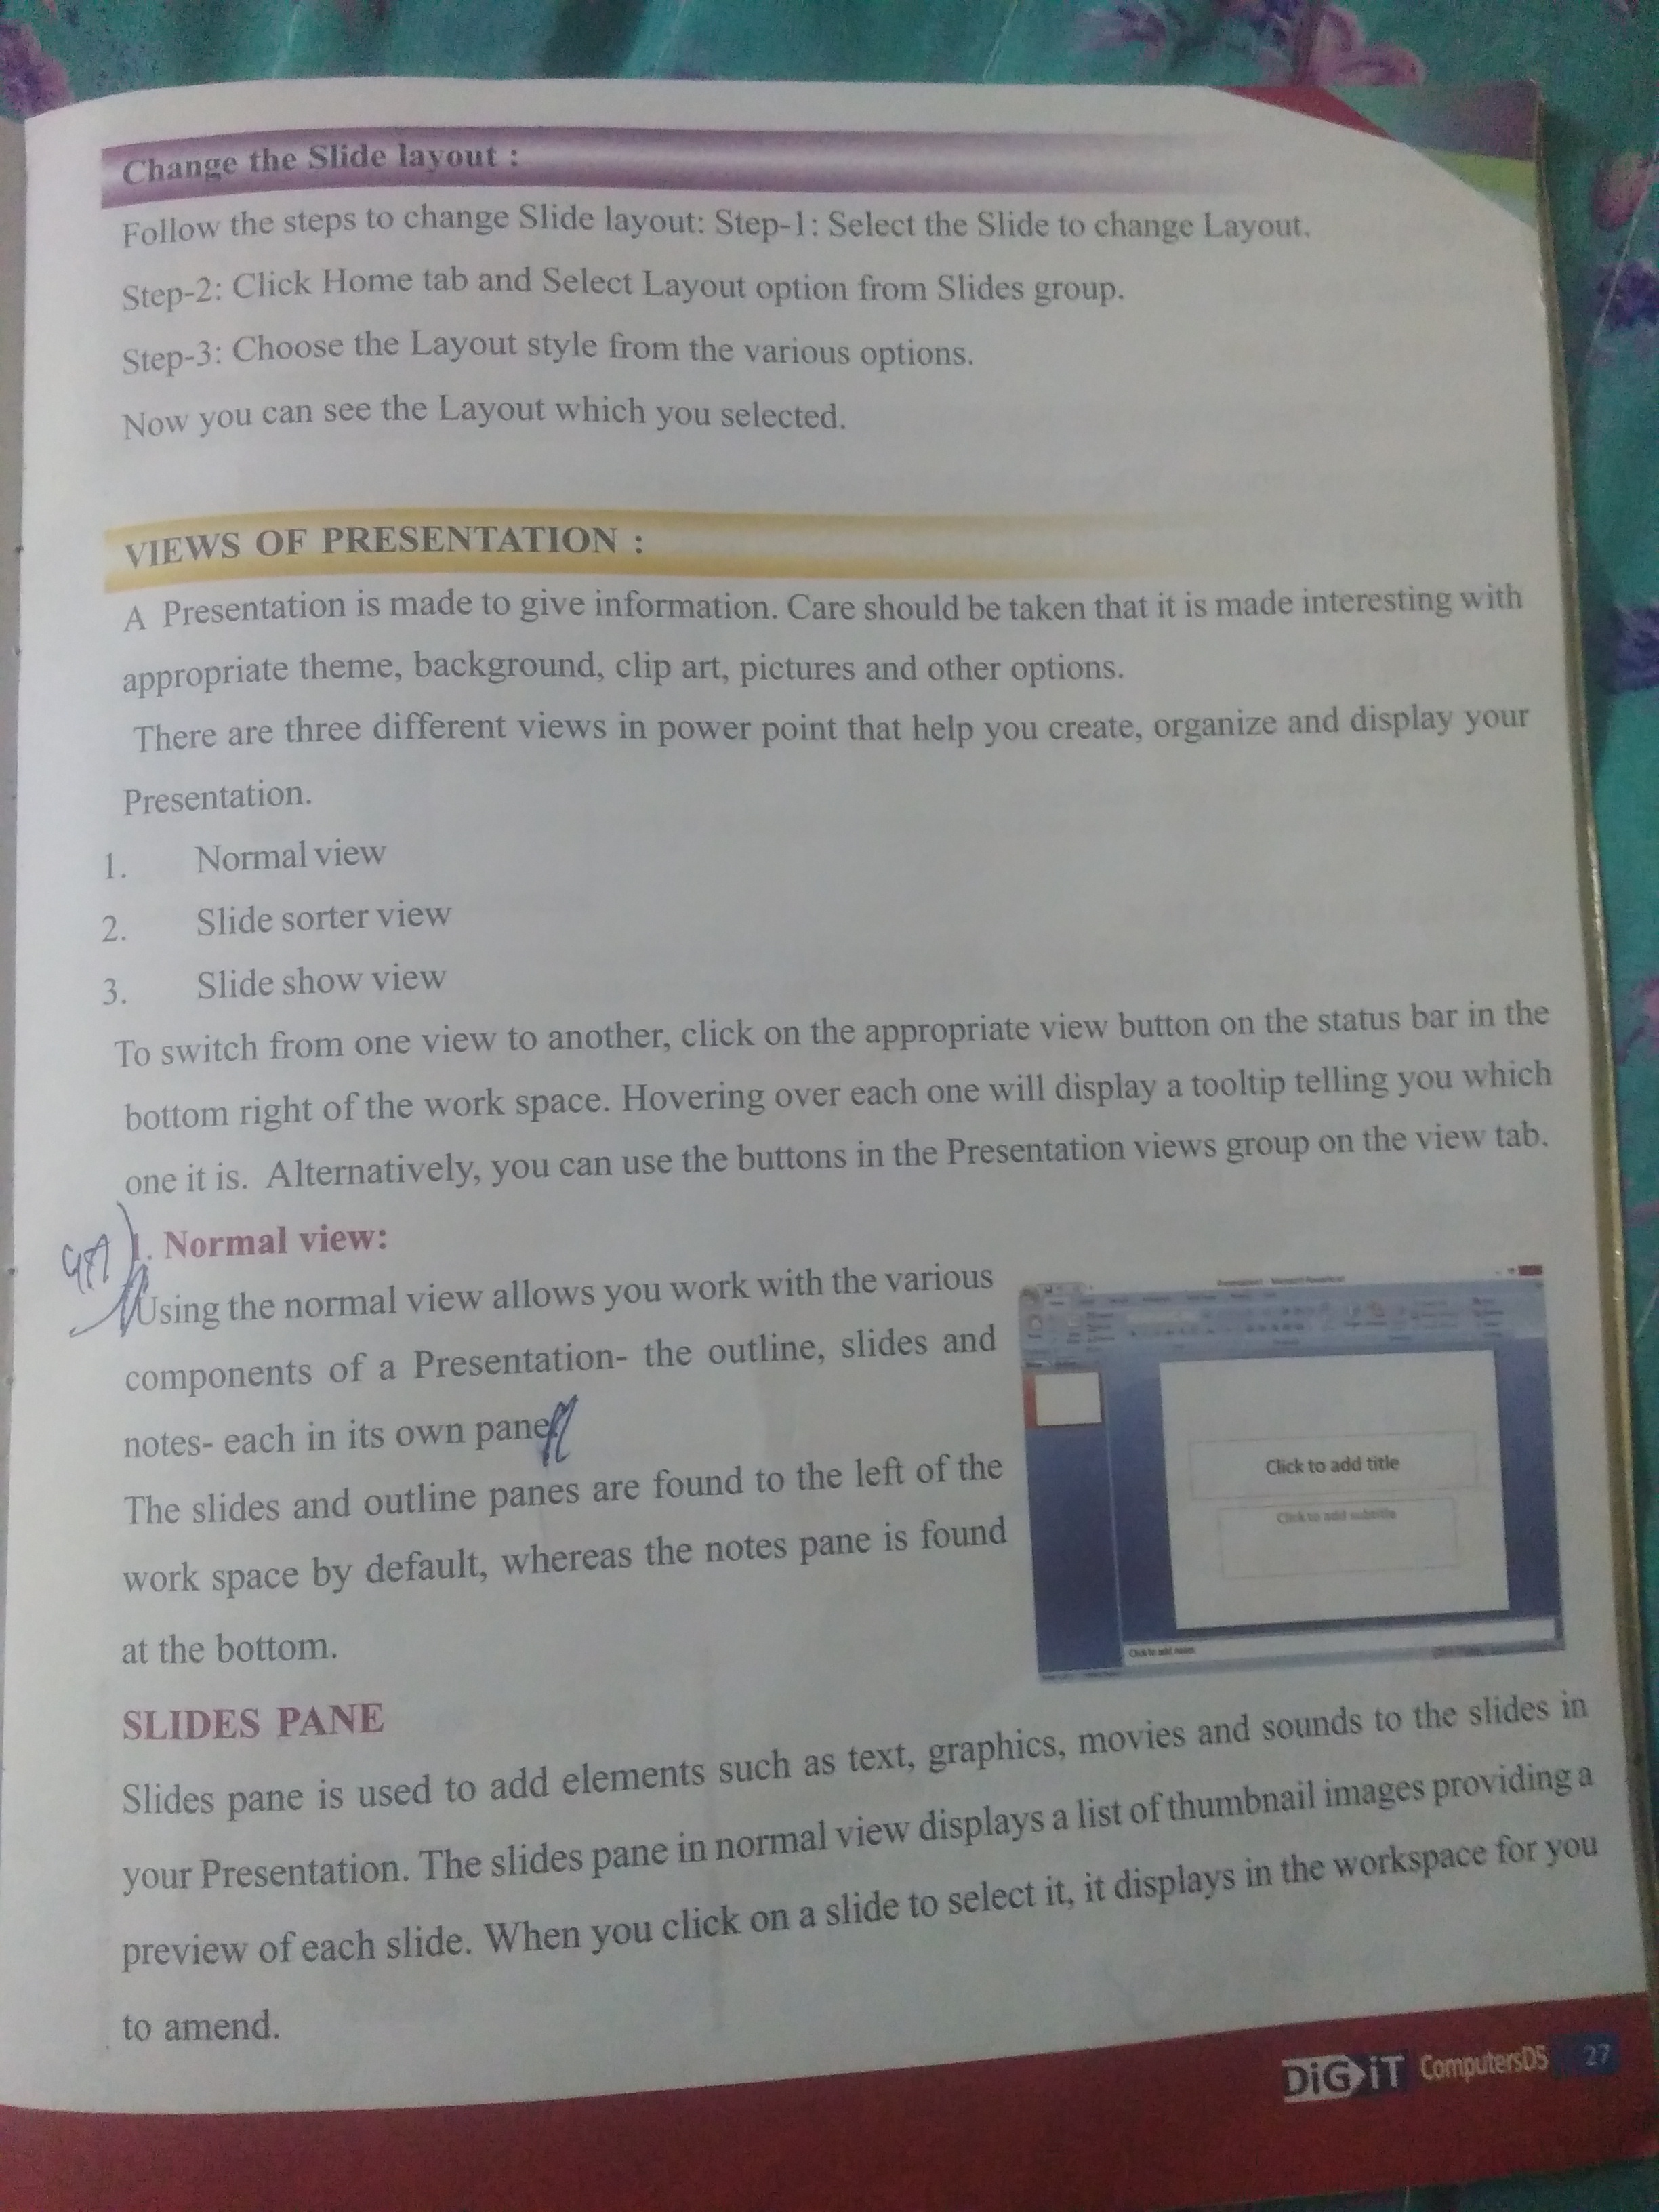 Change the Slide layout :
Follow the steps to change Slide layout: Step-1: Select the Slide to change Layout.
Step-2: Click Home tab and Select Layout option from Slides group.
Step-3: Choose the Layout style from the various options.
Now you can see the Layout which you selected.
VIEWS OF PRESENTATION :
A Presentation is made to give information. Care should be taken that it is made interesting with
appropriate theme, background, clip art, pictures and other options.
There are three different views in power point that help you create, organize and display your
Presentation.
1. Normal view
2. Slide sorter view
3. Slide show view
To switch from one view to another, click on the appropriate view button on the status bar in the
bottom right of the work space. Hovering over each one will display a tooltip telling you which
one it is. Alternatively, you can use the buttons in the Presentation views group on the view tab.
1. Normal view:
Using the normal view allows you work with the various
components of a Presentation- the outline, slides and
notes- each in its own pane.
The slides and outline panes are found to the left of the
work space by default, whereas the notes pane is found
at the bottom.
Click to add title
Click to add subtitle
Click to add notes
SLIDES PANE
Slides pane is used to add elements such as text, graphics, movies and sounds to the slides in
your Presentation. The slides pane in normal view displays a list of thumbnail images providing a
preview of each slide. When you click on a slide to select it, it displays in the workspace for you
to amend.
DiGiT ComputersDS 27